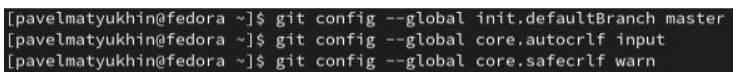 [pavelmatyukhin@fedora ~]$ git config --global init.defaultBranch master
[pavelmatyukhin@fedora ~]$ git config --global core.autocrlf input
[pavelmatyukhin@fedora ~]$ git config --global core.safecrlf warn